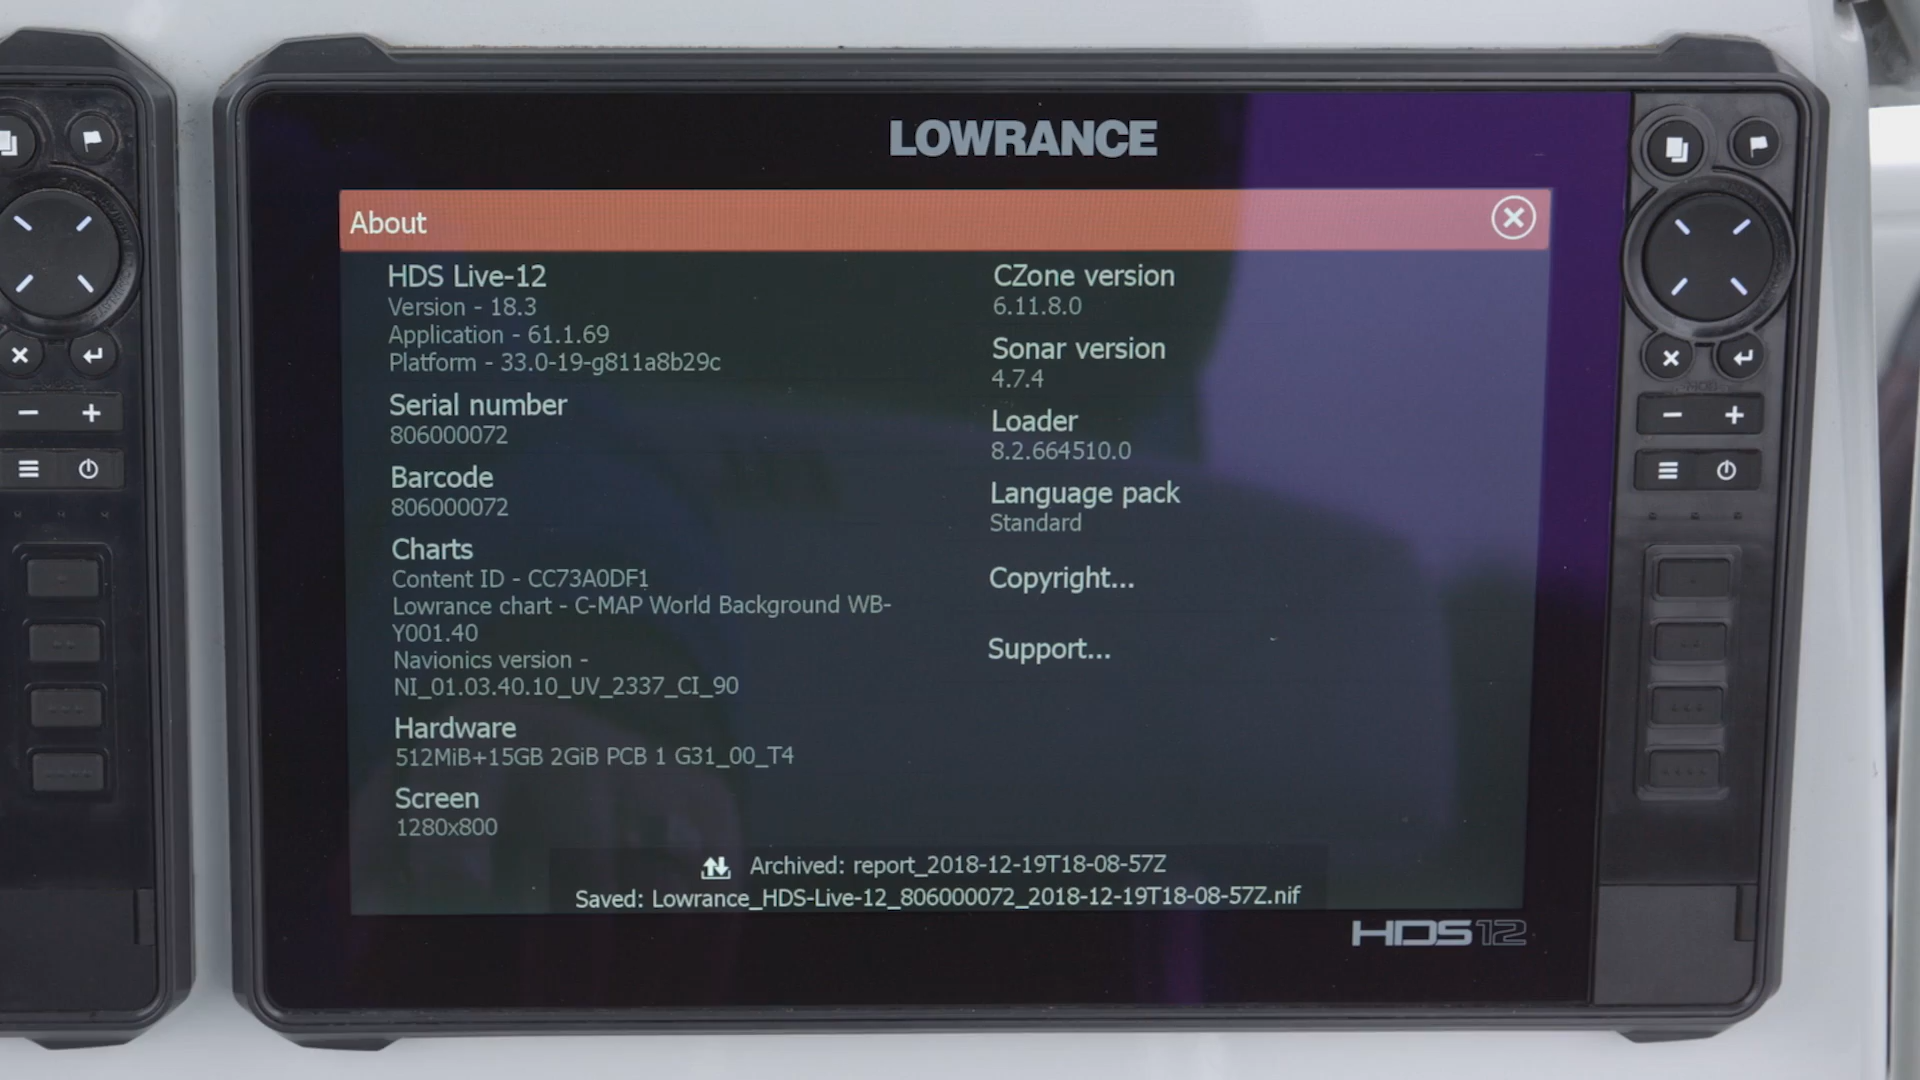 LOWRANCE
About
HDS Live-12
Version - 18.3
Application - 61.1.69
Platform - 33.0-19-g811a8b29c
Serial number
806000072
Barcode
806000072
Charts
Content ID - CC73A0DF1
Lowrance chart - C-MAP World Background WB-
Y001.40
Navionics version -
NI_01.03.40.10_UV_2337_CI_90
Hardware
512MiB+15GB 2GiB PCB 1 G31_00_T4
Screen
1280x800
CZone version
6.11.8.0
Sonar version
4.7.4
Loader
8.2.664510.0
Language pack
Standard
Copyright...
Support...
Archived: report_2018-12-19T18-08-57Z
Saved: Lowrance_HDS-Live-12_806000072_2018-12-19T18-08-57Z.nif
HDS 12